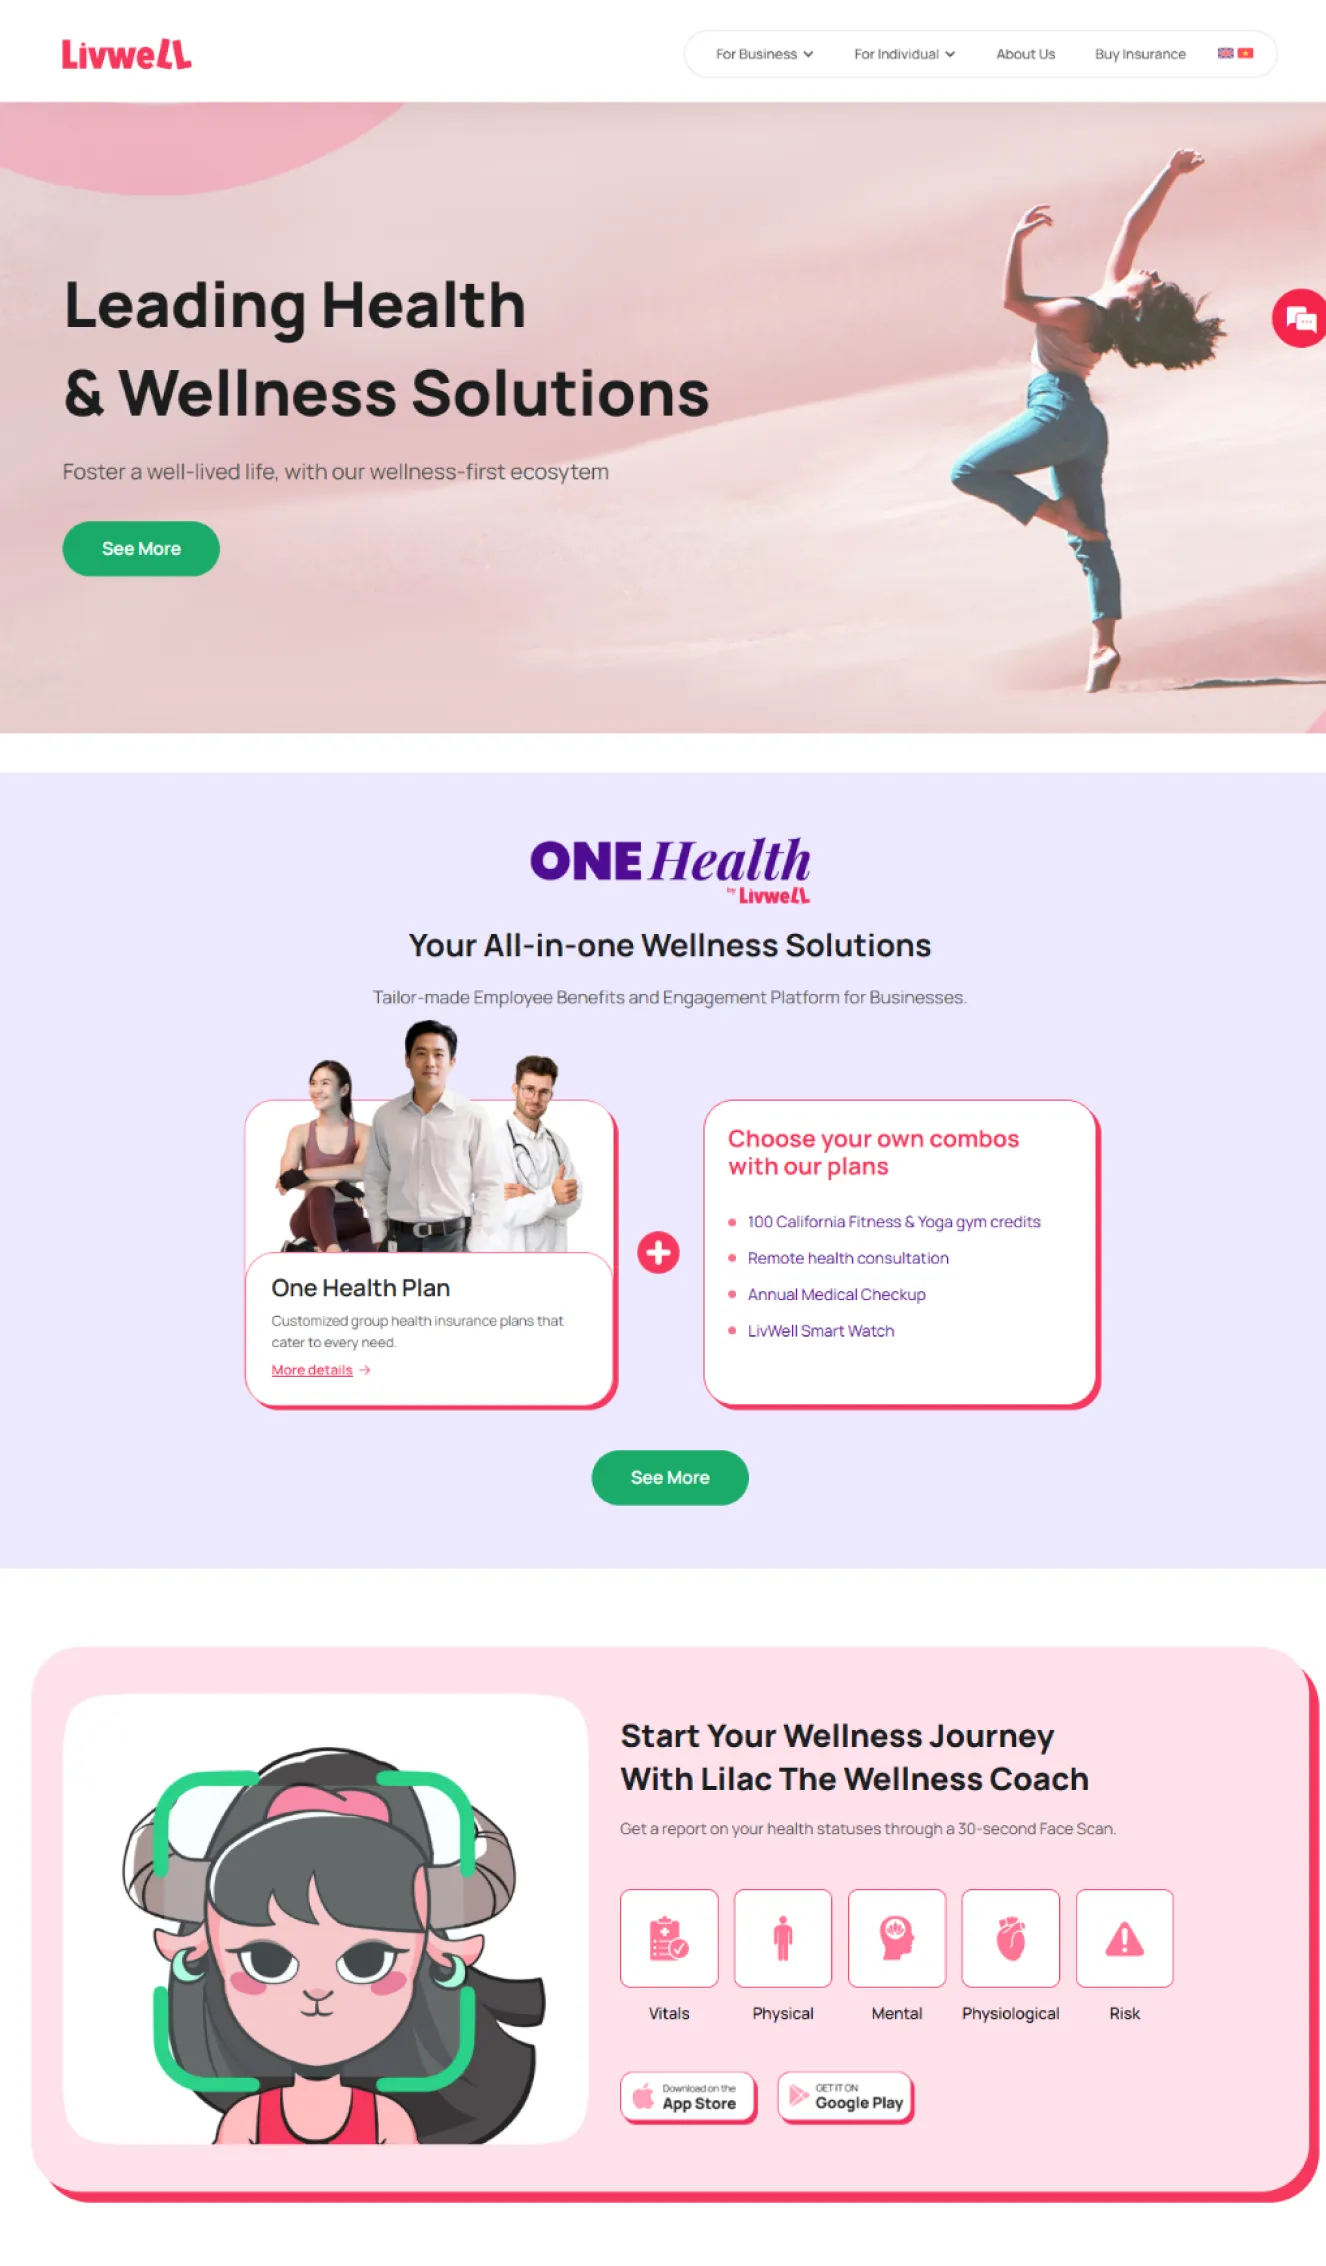 LivweLL
For Business
For Individual
About Us
Buy Insurance
Leading Health
& Wellness Solutions
Foster a well-lived life, with our wellness-first ecosytem
See More
ONE Health
by LivweLL
Your All-in-one Wellness Solutions
Tailor-made Employee Benefits and Engagement Platform for Businesses.
One Health Plan
Customized group health insurance plans that
cater to every need.
More details →
Choose your own combos
with our plans
100 California Fitness & Yoga gym credits
Remote health consultation
Annual Medical Checkup
LivWell Smart Watch
See More
Start Your Wellness Journey
With Lilac The Wellness Coach
Get a report on your health statuses through a 30-second Face Scan.
Vitals
Physical
Mental
Physiological
Risk
Download on the
App Store
GET IT ON
Google Play